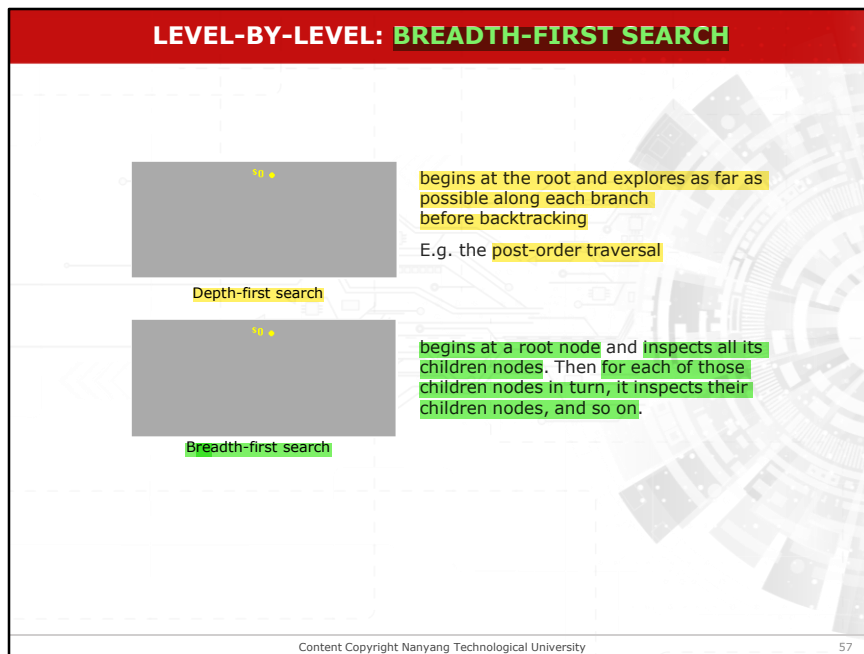 LEVEL-BY-LEVEL: BREADTH-FIRST SEARCH
0s
begins at the root and explores as far as
possible along each branch
before backtracking
E.g. the post-order traversal
Depth-first search
0s
begins at a root node and inspects all its
children nodes. Then for each of those
children nodes in turn, it inspects their
children nodes, and so on.
Breadth-first search
Content Copyright Nanyang Technological University
57